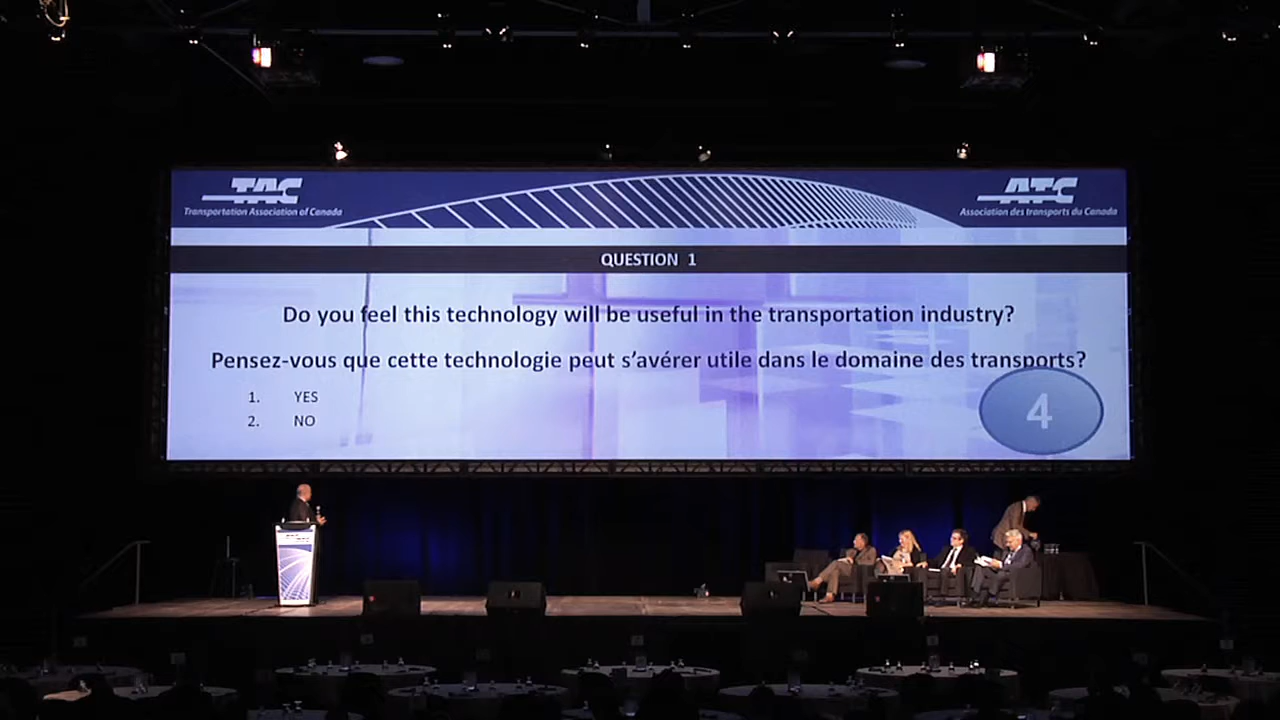 TAC
Transportation Association of Canada
ATC
Association des transports du Canada
QUESTION 1
Do you feel this technology will be useful in the transportation industry?
Pensez-vous que cette technologie peut s’avérer utile dans le domaine des transports?
1. YES
2. NO
4